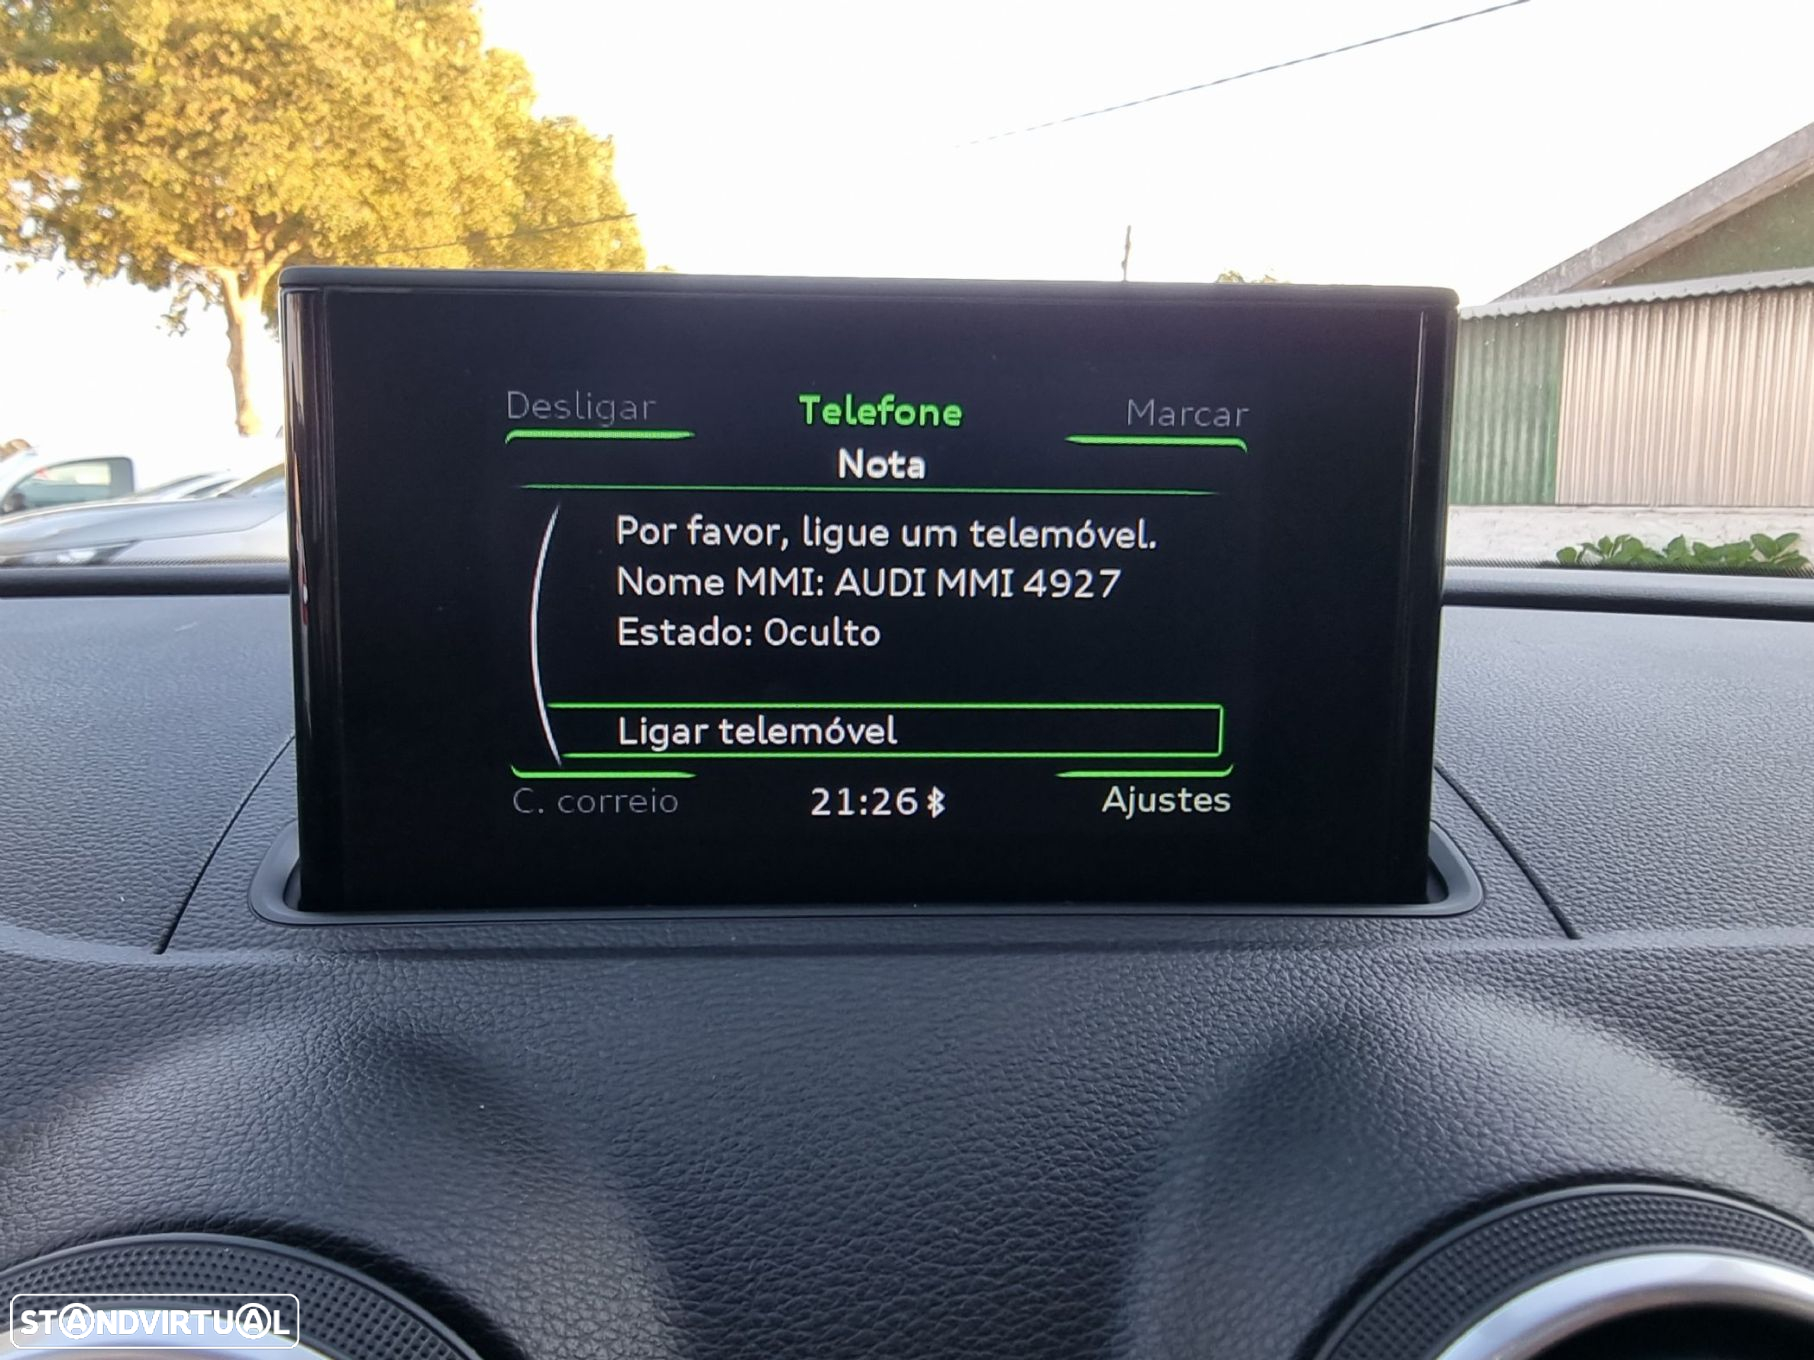 Desligar Telefone Marcar
Nota
Por favor, ligue um telemóvel.
Nome MMI: AUDI MMI 4927
Estado: Oculto
Ligar telemóvel
C. correio 21:26 Ajustes
STANDVIRTUAL